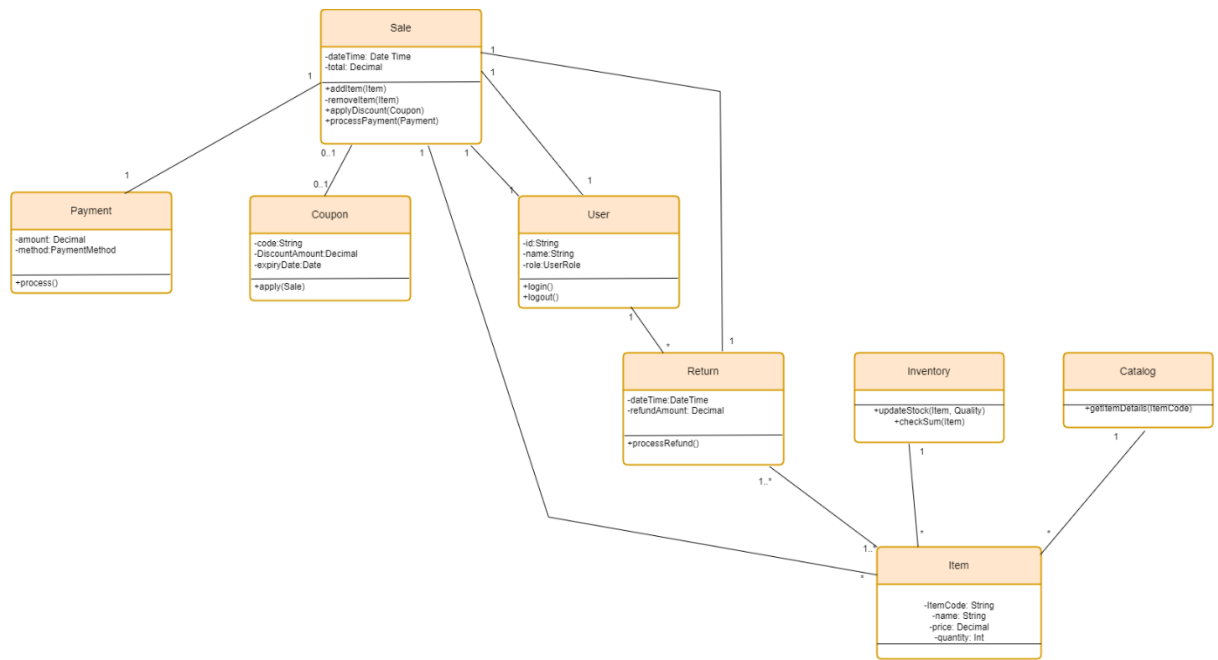 Sale
-dateTime: Date Time
-total: Decimal
+addItem(Item)
-removeItem(Item)
+applyDiscount(Coupon)
+processPayment(Payment)
1
1
1
0..1
1
1
1
0..1
1
1
Payment
-amount: Decimal
-method:PaymentMethod
+process()
Coupon
-code:String
-DiscountAmount:Decimal
-expiryDate:Date
+apply(Sale)
User
-id:String
-name:String
-role:UserRole
+login()
+logout()
1
*
1
Return
-dateTime:DateTime
-refundAmount: Decimal
+processRefund()
Inventory
+updateStock(Item, Quality)
+checkSum(Item)
Catalog
+getItemDetails(ItemCode)
1
1
1..*
1..*
*
*
*
Item
-ItemCode: String
-name: String
-price: Decimal
-quantity: Int